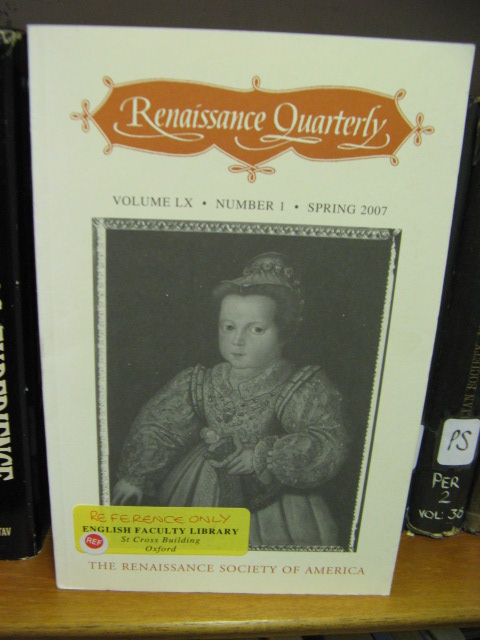 Renaissance Quarterly
VOLUME LX • NUMBER 1 • SPRING 2007
REFERENCE ONLY
ENGLISH FACULTY LIBRARY
REF
St Cross Building
Oxford
THE RENAISSANCE SOCIETY OF AMERICA
PS
PER
2
VOL: 36